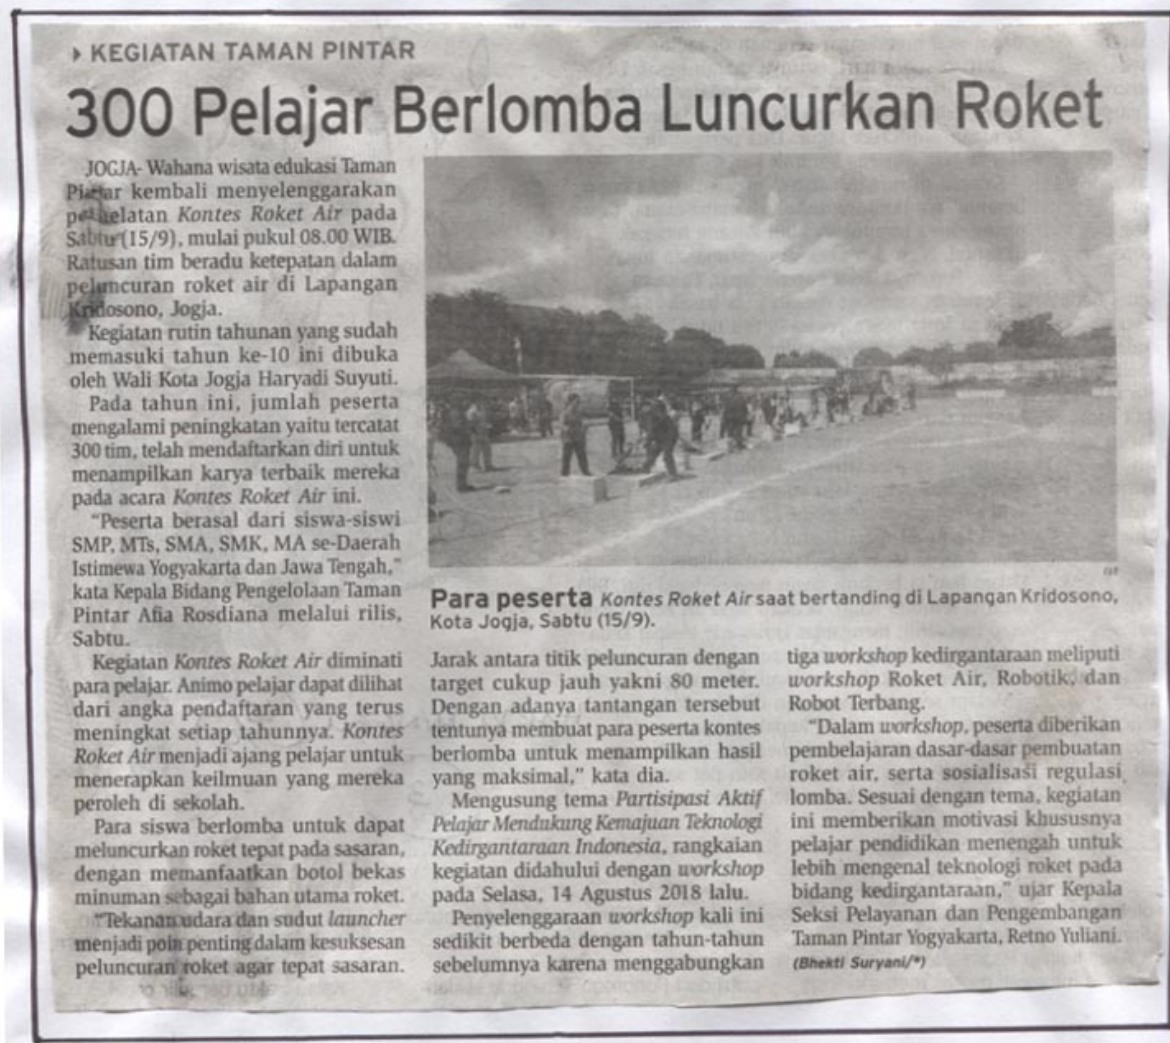 KEGIATAN TAMAN PINTAR
300 Pelajar Berlomba Luncurkan Roket
JOGJA- Wahana wisata edukasi Taman
Pintar kembali menyelenggarakan
perhelatan Kontes Roket Air pada
Sabtu (15/9), mulai pukul 08.00 WIB.
Ratusan tim beradu ketepatan dalam
peluncuran roket air di Lapangan
Kridosono, Jogja.
Kegiatan rutin tahunan yang sudah
memasuki tahun ke-10 ini dibuka
oleh Wali Kota Jogja Haryadi Suyuti.
Pada tahun ini, jumlah peserta
mengalami peningkatan yaitu tercatat
300 tim, telah mendaftarkan diri untuk
menampilkan karya terbaik mereka
pada acara Kontes Roket Air ini.
"Peserta berasal dari siswa-siswi
SMP, MTs, SMA, SMK, MA se-Daerah
Istimewa Yogyakarta dan Jawa Tengah,"
kata Kepala Bidang Pengelolaan Taman
Pintar Afia Rosdiana melalui rilis,
Sabtu.
Kegiatan Kontes Roket Air diminati
para pelajar. Animo pelajar dapat dilihat
dari angka pendaftaran yang terus
meningkat setiap tahunnya. Kontes
Roket Air menjadi ajang pelajar untuk
menerapkan keilmuan yang mereka
peroleh di sekolah.
Para siswa berlomba untuk dapat
meluncurkan roket tepat pada sasaran,
dengan memanfaatkan botol bekas
minuman sebagai bahan utama roket.
"Tekanan udara dan sudut launcher
menjadi poin penting dalam kesuksesan
peluncuran roket agar tepat sasaran.
Para peserta Kontes Roket Air saat bertanding di Lapangan Kridosono,
Kota Jogja, Sabtu (15/9).
Jarak antara titik peluncuran dengan
target cukup jauh yakni 80 meter.
Dengan adanya tantangan tersebut
tentunya membuat para peserta kontes
berlomba untuk menampilkan hasil
yang maksimal," kata dia.
Mengusung tema Partisipasi Aktif
Pelajar Mendukung Kemajuan Teknologi
Kedirgantaraan Indonesia, rangkaian
kegiatan didahului dengan workshop
pada Selasa, 14 Agustus 2018 lalu.
Penyelenggaraan workshop kali ini
sedikit berbeda dengan tahun-tahun
sebelumnya karena menggabungkan
tiga workshop kedirgantaraan meliputi
workshop Roket Air, Robotik, dan
Robot Terbang.
"Dalam workshop, peserta diberikan
pembelajaran dasar-dasar pembuatan
roket air, serta sosialisasi regulasi
lomba. Sesuai dengan tema, kegiatan
ini memberikan motivasi khususnya
pelajar pendidikan menengah untuk
lebih mengenal teknologi roket pada
bidang kedirgantaraan," ujar Kepala
Seksi Pelayanan dan Pengembangan
Taman Pintar Yogyakarta, Retno Yuliani.
(Bhekti Suryani/*)